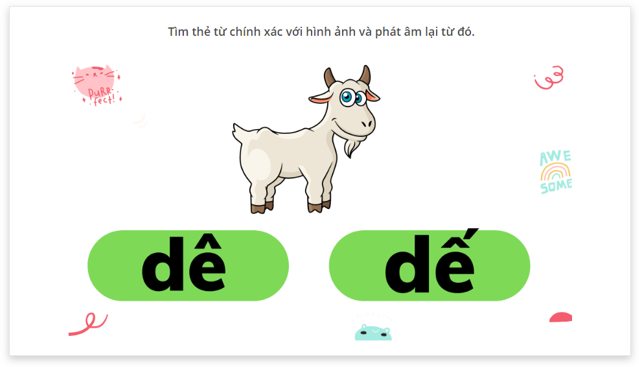 Tìm thẻ từ chính xác với hình ảnh và phát âm lại từ đó.
PURR
fect!
AWE
SOME
dê
dế